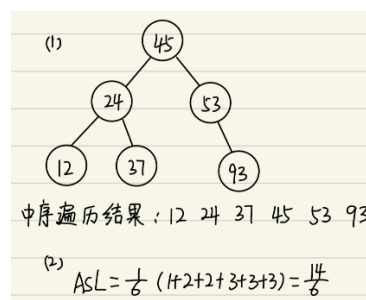 (1)
45
24 53
12 37 93
中序遍历结果：12 24 37 45 53 93
(2)
ASL = 1/6 (1+2+2+3+3+3) = 14/6